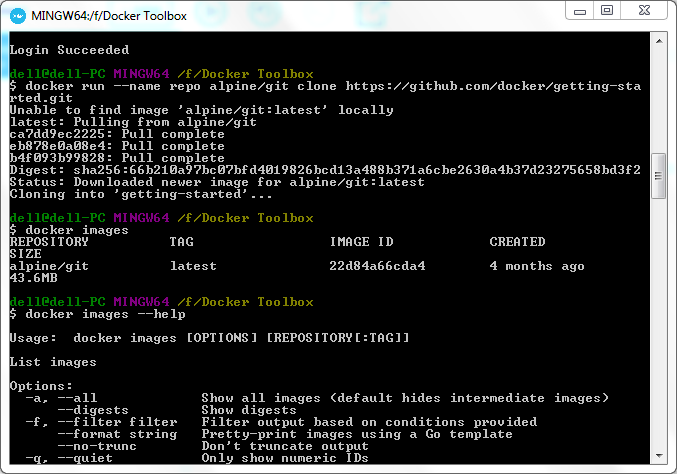 MINGW64:/f/Docker Toolbox
Login Succeeded
dell@dell-PC MINGW64 /f/Docker Toolbox
$ docker run --name repo alpine/git clone https://github.com/docker/getting-sta
rted.git
Unable to find image 'alpine/git:latest' locally
latest: Pulling from alpine/git
ca7dd9ec2225: Pull complete
eb878e0a08e4: Pull complete
b4f093b99828: Pull complete
Digest: sha256:66b210a97bc07bfd4019826bcd13a488b371a6cbe2630a4b37d23275658bd3f2
Status: Downloaded newer image for alpine/git:latest
Cloning into 'getting-started'...
dell@dell-PC MINGW64 /f/Docker Toolbox
$ docker images
REPOSITORY          TAG                 IMAGE ID            CREATED
SIZE
alpine/git          latest              22d84a66cda4        4 months ago
43.6MB
dell@dell-PC MINGW64 /f/Docker Toolbox
$ docker images --help
Usage:  docker images [OPTIONS] [REPOSITORY[:TAG]]
List images
Options:
  -a, --all             Show all images (default hides intermediate images)
      --digests         Show digests
  -f, --filter filter   Filter output based on conditions provided
      --format string   Pretty-print images using a Go template
      --no-trunc        Don't truncate output
  -q, --quiet           Only show numeric IDs